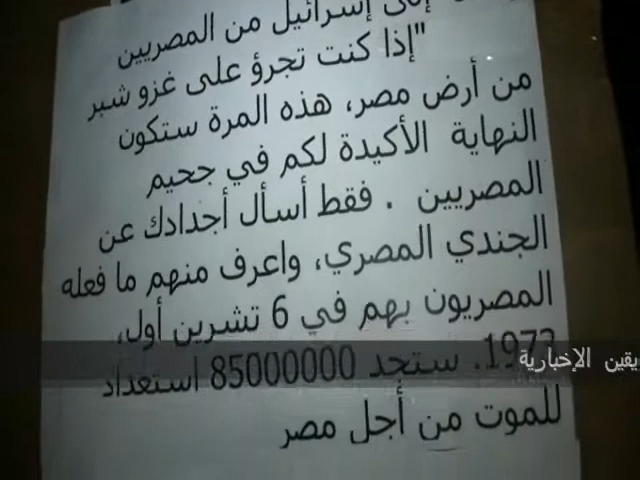 إلى إسرائيل من المصريين
"إذا كنت تجرؤ على غزو شبر
من أرض مصر، هذه المرة ستكون
النهاية الأكيدة لكم في جحيم
المصريين . فقط أسأل أجدادك عن
الجندي المصري، واعرف منهم ما فعله
المصريون بهم في 6 تشرين أول،
1973. ستجد 85000000 استعداد
للموت من أجل مصر
يقين الإخبارية